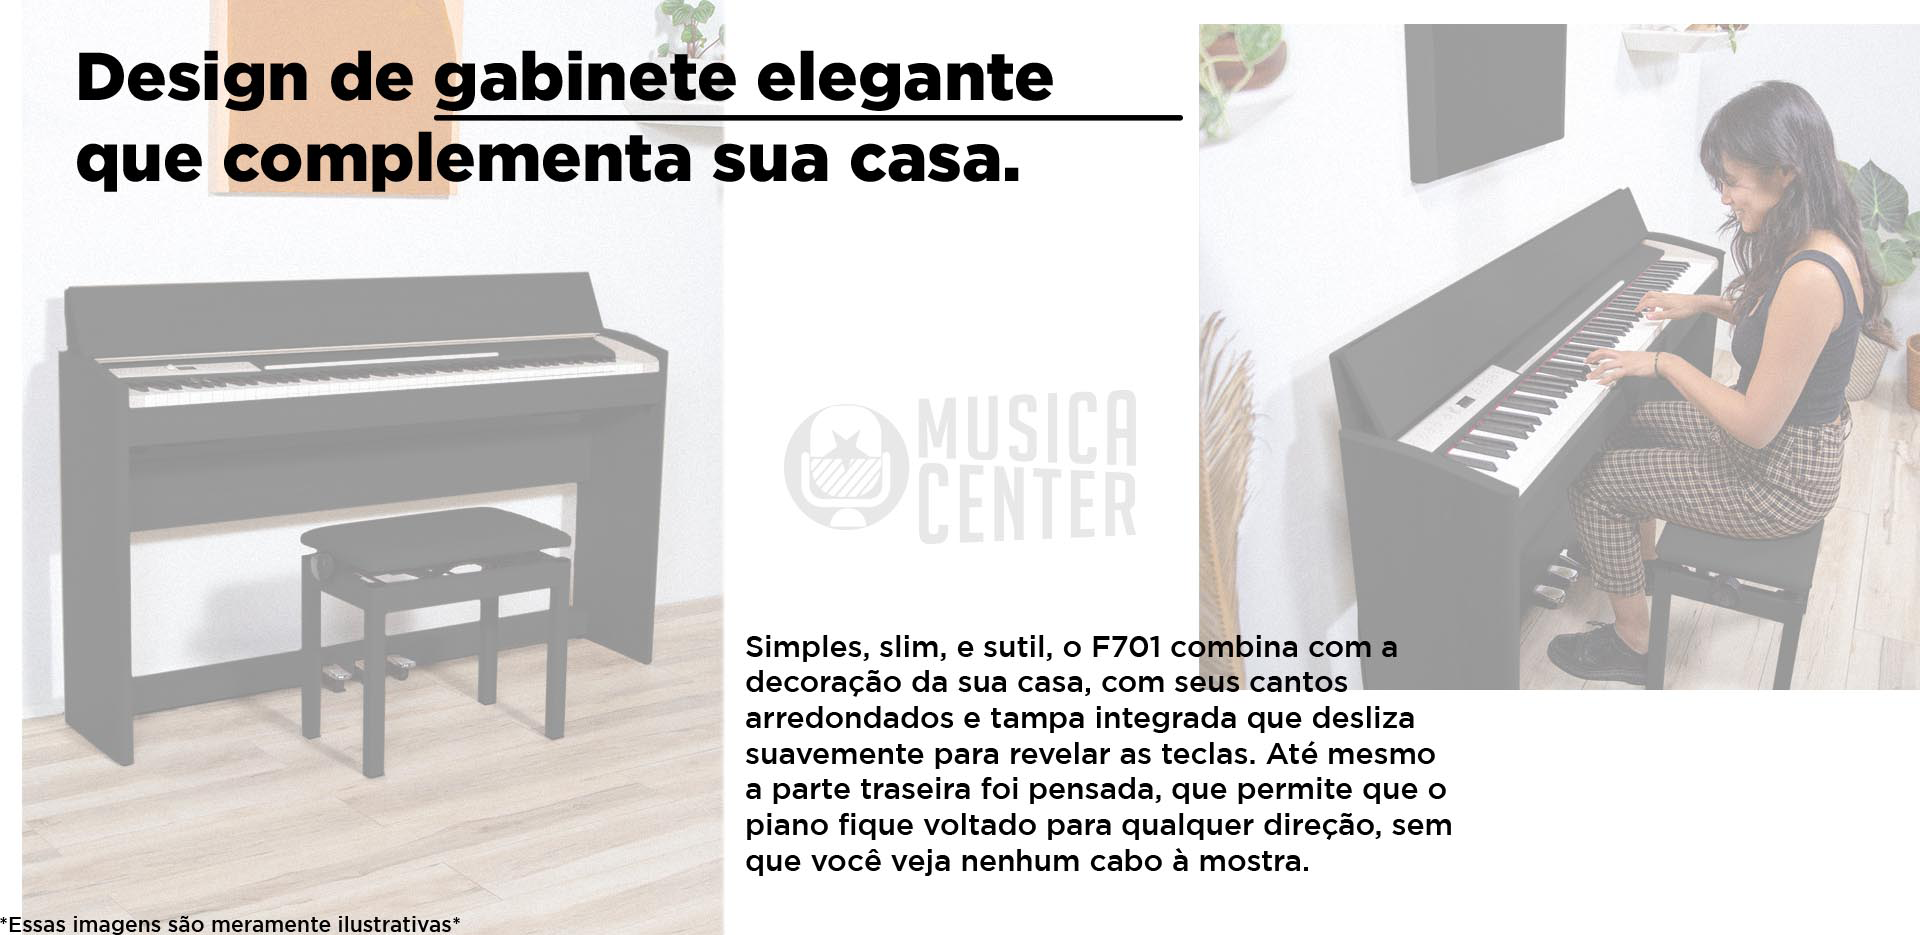 Design de gabinete elegante
que complementa sua casa.
MUSICA
CENTER
Simples, slim, e sutil, o F701 combina com a
decoração da sua casa, com seus cantos
arredondados e tampa integrada que desliza
suavemente para revelar as teclas. Até mesmo
a parte traseira foi pensada, que permite que o
piano fique voltado para qualquer direção, sem
que você veja nenhum cabo à mostra.
*Essas imagens são meramente ilustrativas*